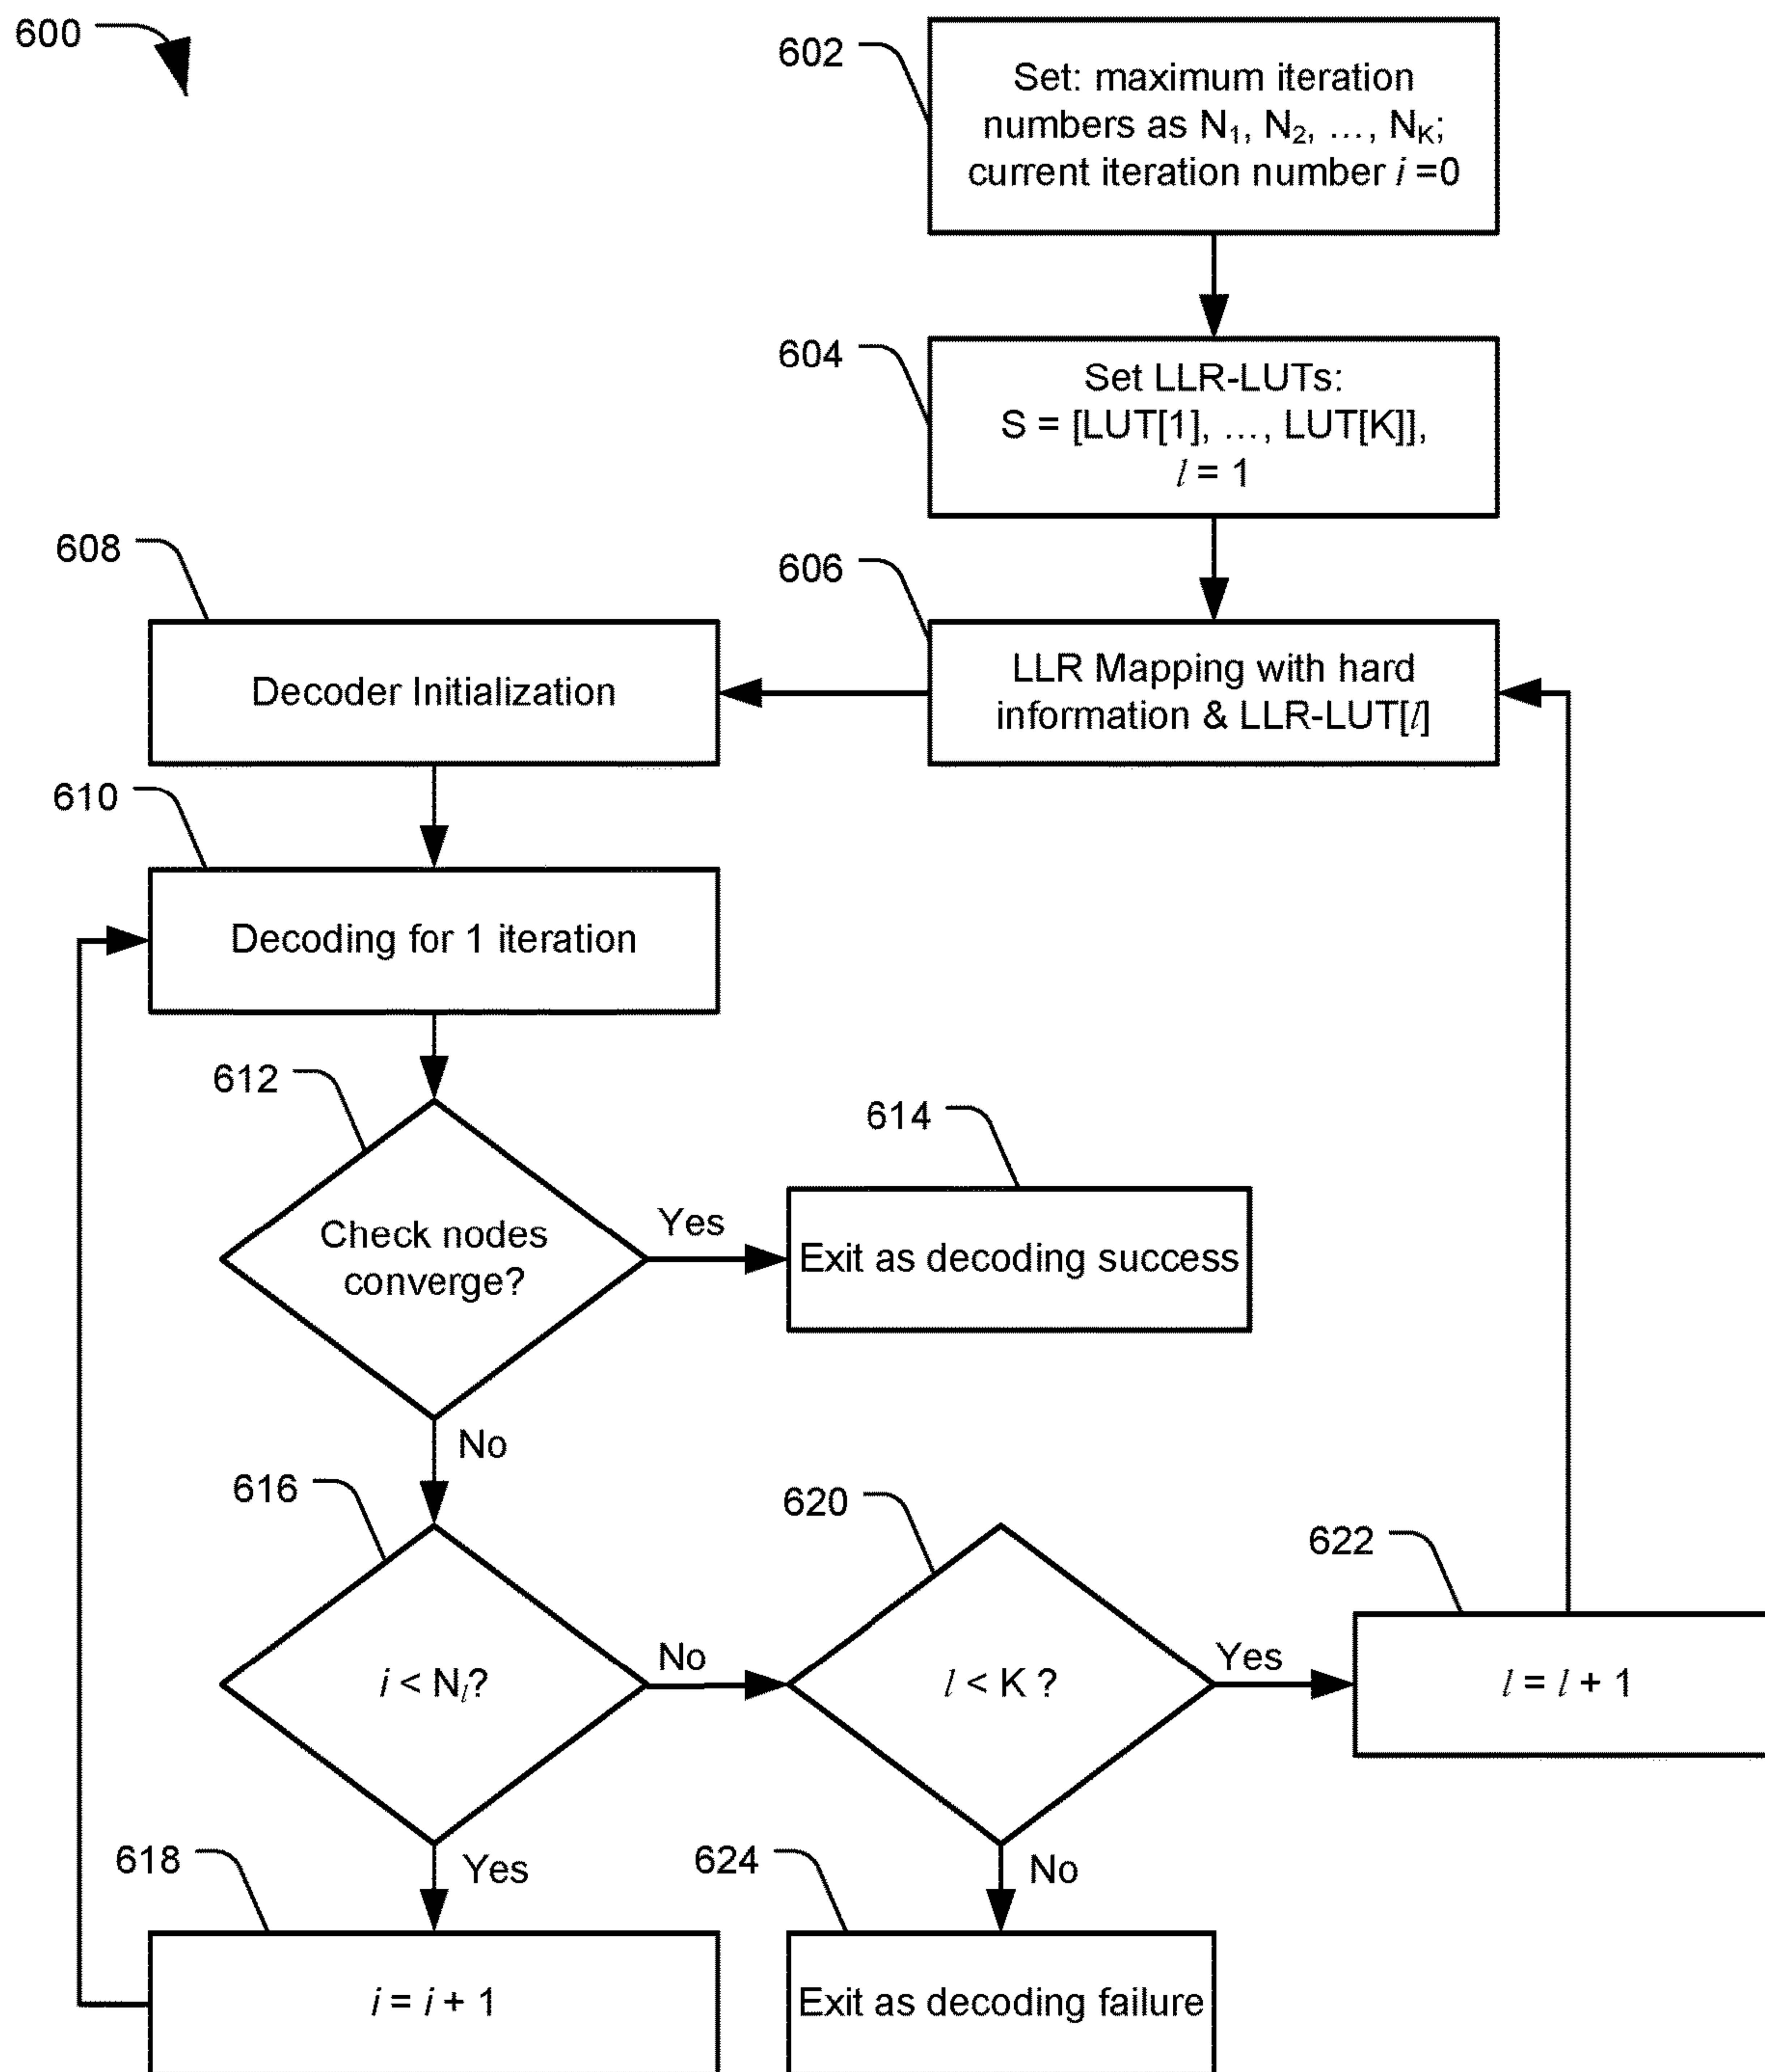 600
602
Set: maximum iteration
numbers as N₁, N₂, …, Nₖ;
current iteration number i =0
604
Set LLR-LUTs:
S = [LUT[1], …, LUT[K]],
l = 1
606
LLR Mapping with hard
information & LLR-LUT[l]
608
Decoder Initialization
610
Decoding for 1 iteration
612
Check nodes
converge?
Yes
614
Exit as decoding success
No
616
i < Nₗ?
No
620
l < K ?
Yes
622
l = l + 1
Yes
618
i = i + 1
No
624
Exit as decoding failure